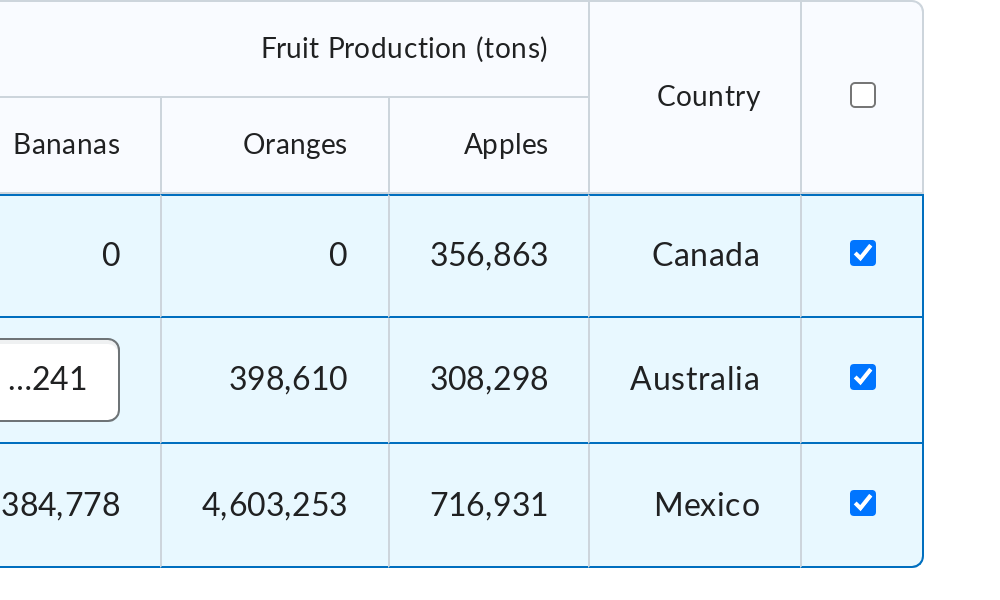 Fruit Production (tons)
Country
Bananas Oranges Apples
0 0 356,863 Canada
...241 398,610 308,298 Australia
384,778 4,603,253 716,931 Mexico